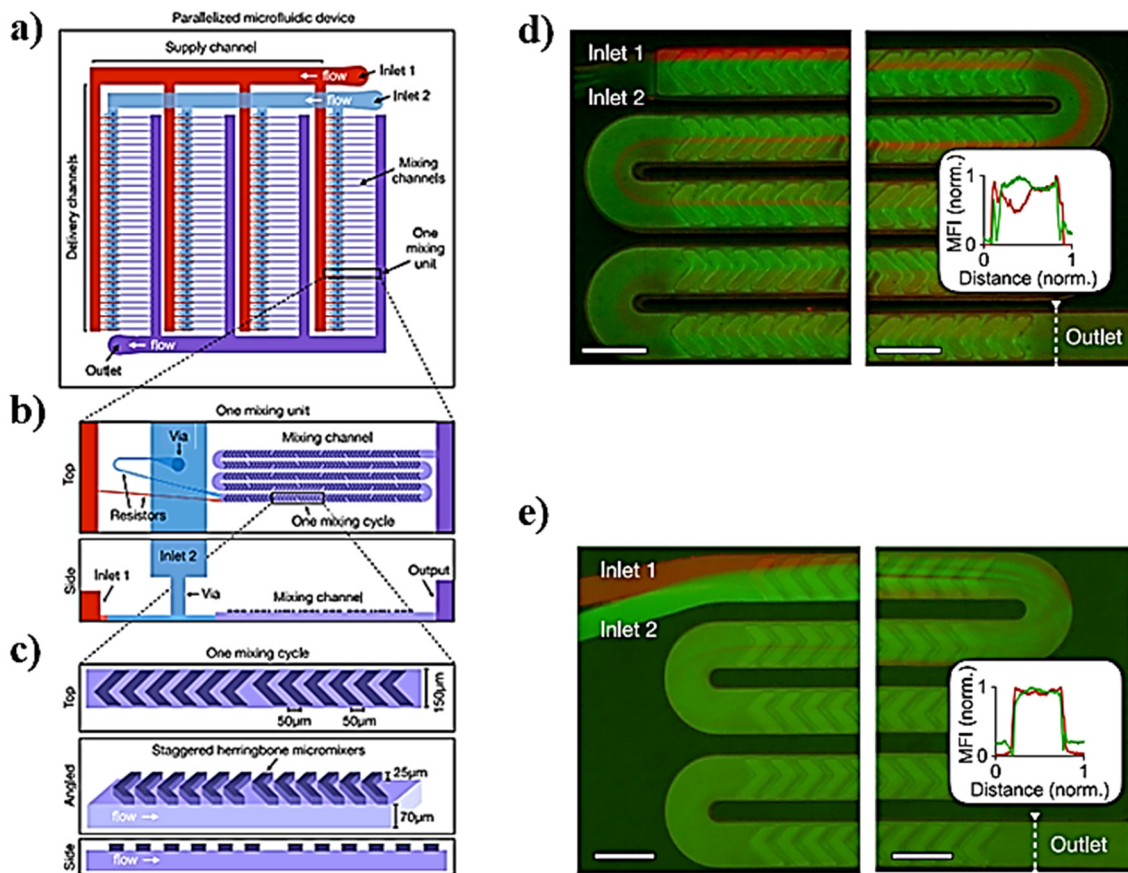 a)
Parallelized microfluidic device
Supply channel
flow
Inlet 1
flow
Inlet 2
Delivery channels
Mixing channels
One mixing unit
flow
Outlet
b)
One mixing unit
Top
Via
Mixing channel
Resistors
One mixing cycle
Side
Inlet 2
Inlet 1
Via
Mixing channel
Output
c)
One mixing cycle
Top
150µm
50µm
50µm
Staggered herringbone micromixers
Angled
25µm
flow
70µm
Side
flow
d)
Inlet 1
Inlet 2
MFI (norm.)
1
0
0
1
Distance (norm.)
Outlet
e)
Inlet 1
Inlet 2
MFI (norm.)
1
0
0
1
Distance (norm.)
Outlet